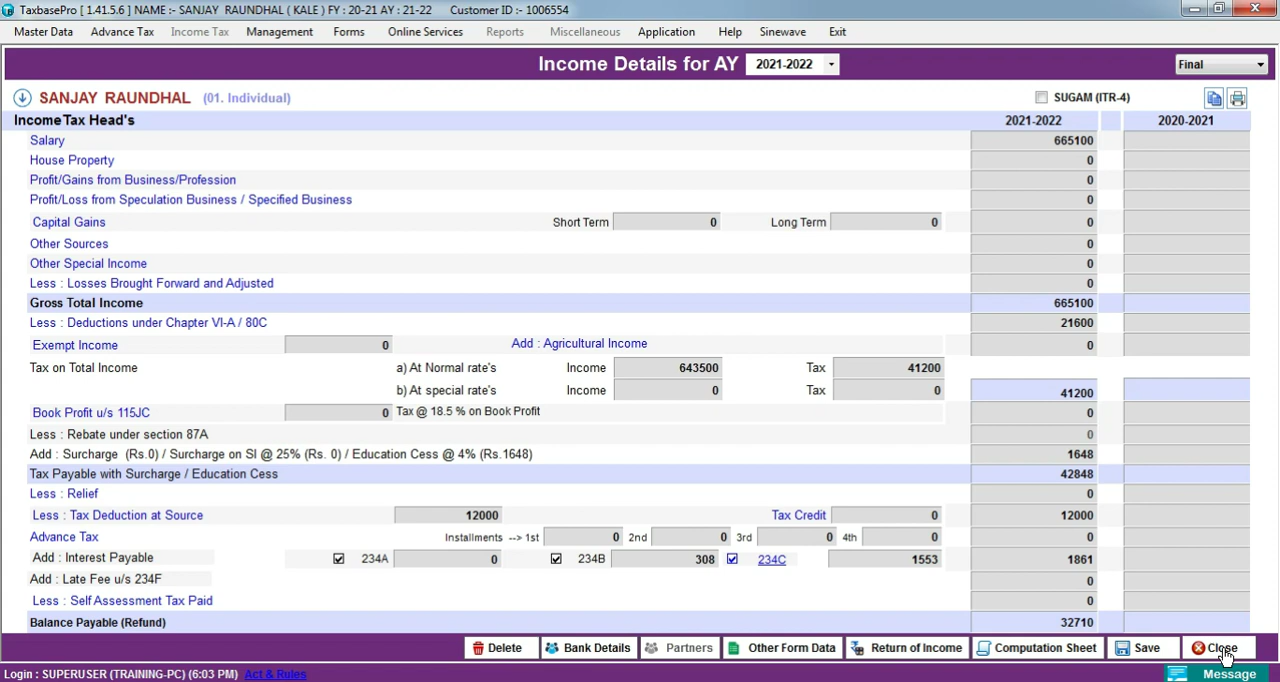 TaxbasePro [ 1.41.5.6 ] NAME :- SANJAY RAUNDHAL ( KALE ) FY : 20-21 AY : 21-22 Customer ID :- 1006554
Master Data Advance Tax Income Tax Management Forms Online Services Reports Miscellaneous Application Help Sinewave Exit
Income Details for AY 2021-2022 Final
SANJAY RAUNDHAL (01. Individual) SUGAM (ITR-4)
Income Tax Head's 2021-2022 2020-2021
Salary 665100
House Property 0
Profit/Gains from Business/Profession 0
Profit/Loss from Speculation Business / Specified Business 0
Capital Gains Short Term 0 Long Term 0 0
Other Sources 0
Other Special Income 0
Less : Losses Brought Forward and Adjusted 0
Gross Total Income 665100
Less : Deductions under Chapter VI-A / 80C 21600
Exempt Income 0 Add : Agricultural Income 0
Tax on Total Income a) At Normal rate's Income 643500 Tax 41200
b) At special rate's Income 0 Tax 0 41200
Book Profit u/s 115JC 0 Tax @ 18.5 % on Book Profit 0
Less : Rebate under section 87A 0
Add : Surcharge (Rs.0) / Surcharge on SI @ 25% (Rs. 0) / Education Cess @ 4% (Rs.1648) 1648
Tax Payable with Surcharge / Education Cess 42848
Less : Relief 0
Less : Tax Deduction at Source 12000 Tax Credit 0 12000
Advance Tax Installments --> 1st 0 2nd 0 3rd 0 4th 0
Add : Interest Payable 234A 0 234B 308 234C 1553 1861
Add : Late Fee u/s 234F 0
Less : Self Assessment Tax Paid 0
Balance Payable (Refund) 32710
Delete Bank Details Partners Other Form Data Return of Income Computation Sheet Save Close
Login : SUPERUSER (TRAINING-PC) (6:03 PM) Act & Rules Message